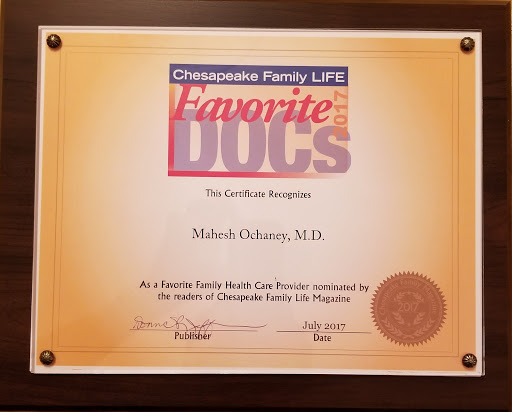 Chesapeake Family LIFE
Favorite
DOCs
2017
This Certificate Recognizes
Mahesh Ochaney, M.D.
As a Favorite Family Health Care Provider nominated by
the readers of Chesapeake Family Life Magazine
July 2017
Publisher
Date
2017